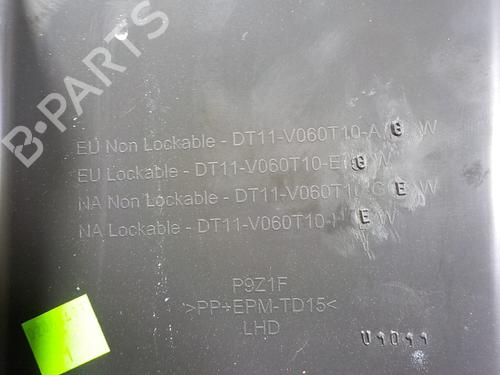 B-PARTS
EU Non Lockable - DT11-V060T10-A G W
EU Lockable - DT11-V060T10-E G W
NA Non Lockable - DT11-V060T10-G E W
NA Lockable - DT11-V060T10- E W
P9Z1F
>PP+EPM-TD15<
LHD